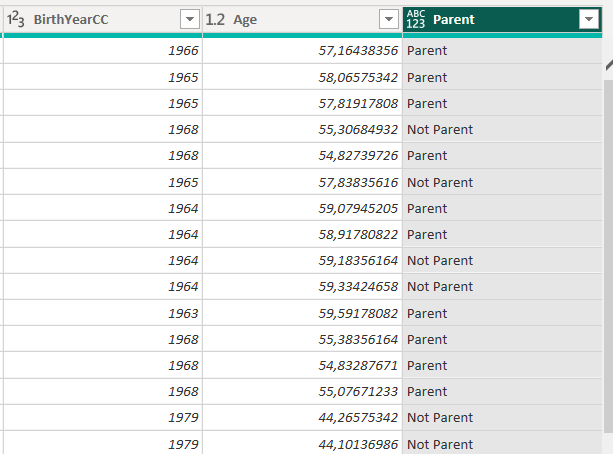 1²3 BirthYearCC 1.2 Age ABC 123 Parent
1966 57,16438356 Parent
1965 58,06575342 Parent
1965 57,81917808 Parent
1968 55,30684932 Not Parent
1968 54,82739726 Parent
1965 57,83835616 Not Parent
1964 59,07945205 Parent
1964 58,91780822 Parent
1964 59,18356164 Not Parent
1964 59,33424658 Not Parent
1963 59,59178082 Parent
1968 55,38356164 Parent
1968 54,83287671 Parent
1968 55,07671233 Parent
1979 44,26575342 Not Parent
1979 44,10136986 Not Parent